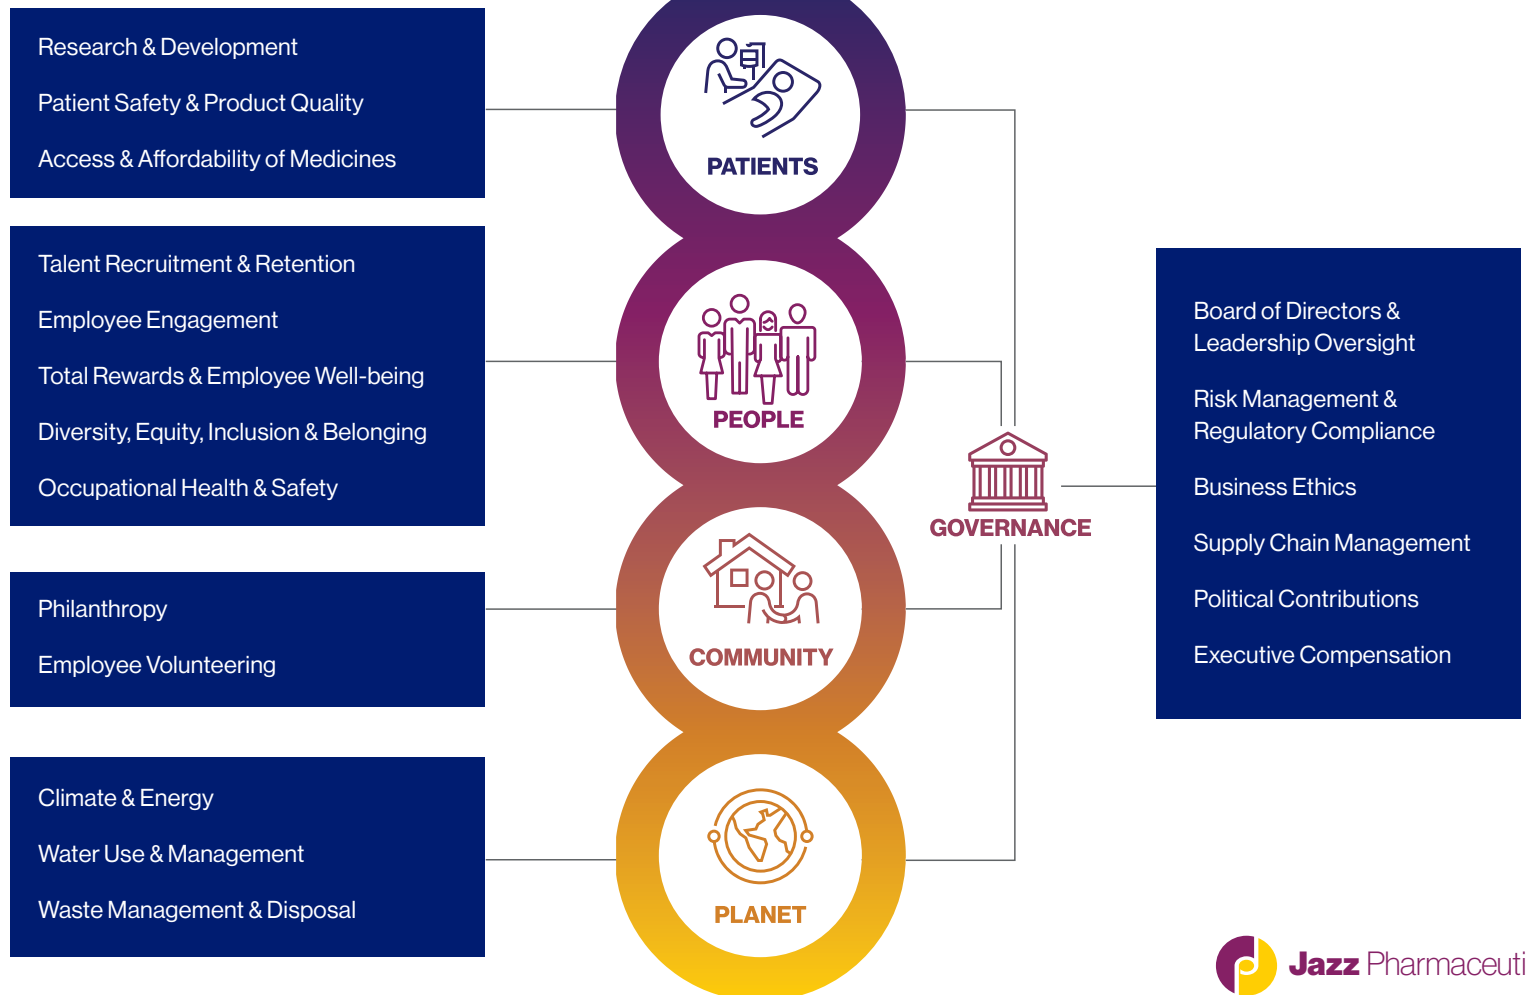 Research & Development
Patient Safety & Product Quality
Access & Affordability of Medicines
PATIENTS
Talent Recruitment & Retention
Employee Engagement
Total Rewards & Employee Well-being
Diversity, Equity, Inclusion & Belonging
Occupational Health & Safety
PEOPLE
Philanthropy
Employee Volunteering
COMMUNITY
Climate & Energy
Water Use & Management
Waste Management & Disposal
PLANET
GOVERNANCE
Board of Directors &
Leadership Oversight
Risk Management &
Regulatory Compliance
Business Ethics
Supply Chain Management
Political Contributions
Executive Compensation
Jazz Pharmaceuti